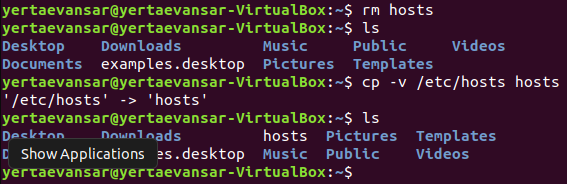 yertaevansar@yertaevansar-VirtualBox:~$ rm hosts
yertaevansar@yertaevansar-VirtualBox:~$ ls
Desktop Downloads Music Public Videos
Documents examples.desktop Pictures Templates
yertaevansar@yertaevansar-VirtualBox:~$ cp -v /etc/hosts hosts
'/etc/hosts' -> 'hosts'
yertaevansar@yertaevansar-VirtualBox:~$ ls
Desktop Downloads hosts Pictures Templates
Show Applications les.desktop Music Public Videos
yertaevansar@yertaevansar-VirtualBox:~$